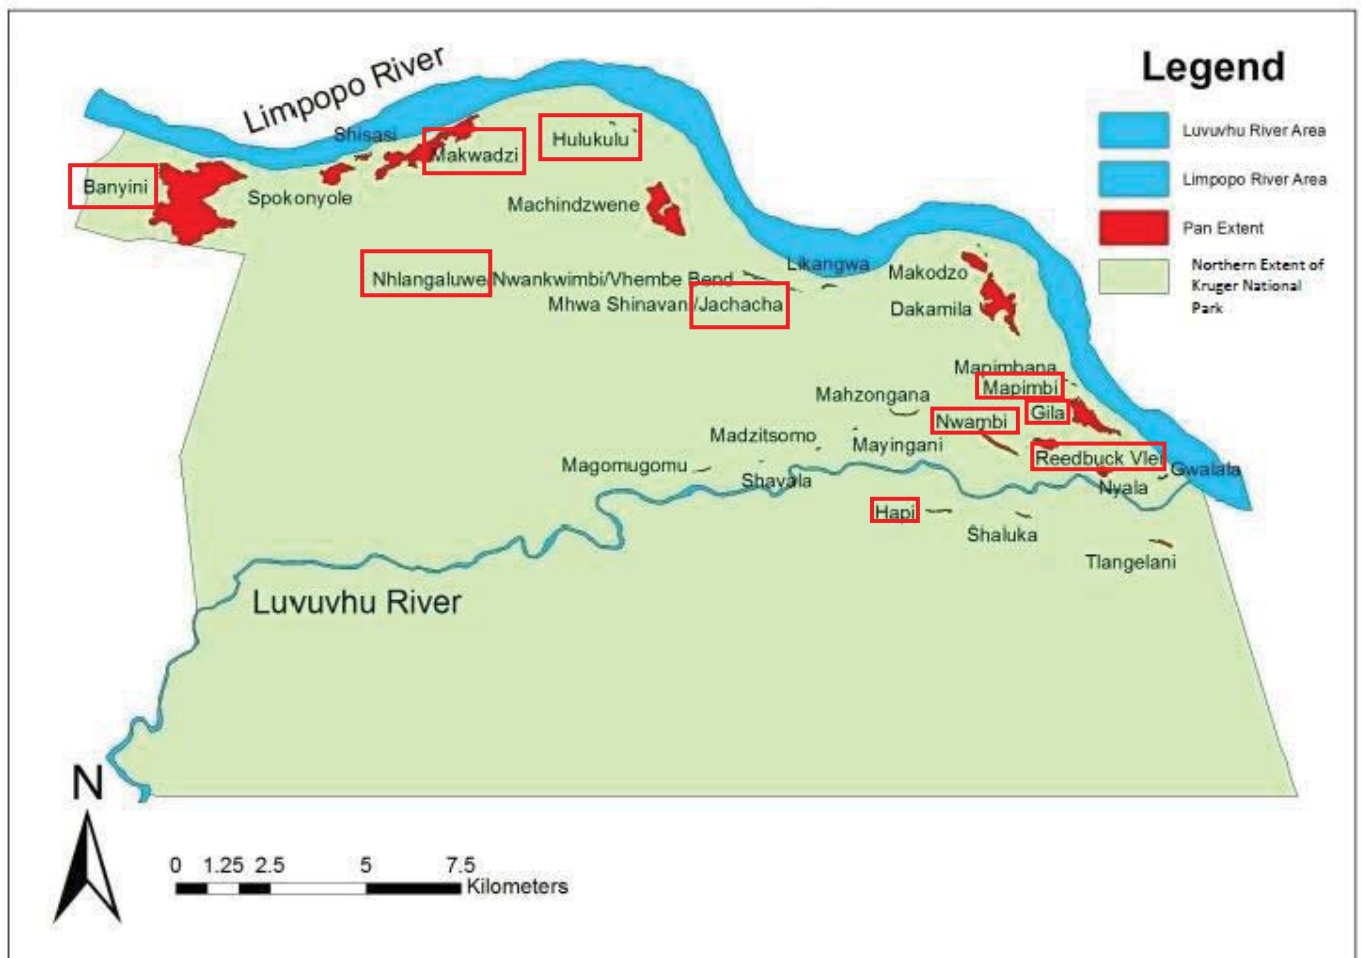 Limpopo River
Legend
Luvuvhu River Area
Limpopo River Area
Pan Extent
Northern Extent of
Kruger National
Park
Shisasi
Makwadzi
Hulukulu
Banyini
Spokonyole
Machindzwene
Nhlangaluwe/Nwankwimbi/Vhembe Bend
Likangwa
Makodzo
Mhwa Shinavani/Jachacha
Dakamila
Mapimbana
Mapimbi
Mahzongana
Gila
Nwambi
Madzitsomo
Mayingani
Reedbuck Vlei
Magomugomu
Gwalala
Shavala
Nyala
Hapi
Shaluka
Tlangelani
Luvuvhu River
N
0 1.25 2.5 5 7.5
Kilometers